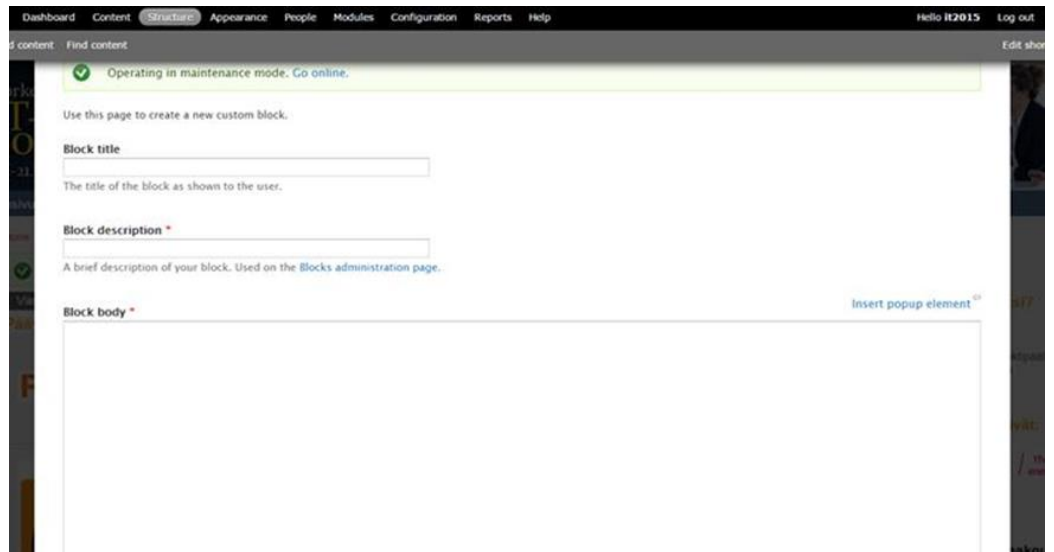 Dashboard Content Structure Appearance People Modules Configuration Reports Help Hello it2015 Log out
content Find content Edit shor
Operating in maintenance mode. Go online.
Use this page to create a new custom block.
Block title
The title of the block as shown to the user.
Block description *
A brief description of your block. Used on the Blocks administration page.
Insert popup element
Block body *